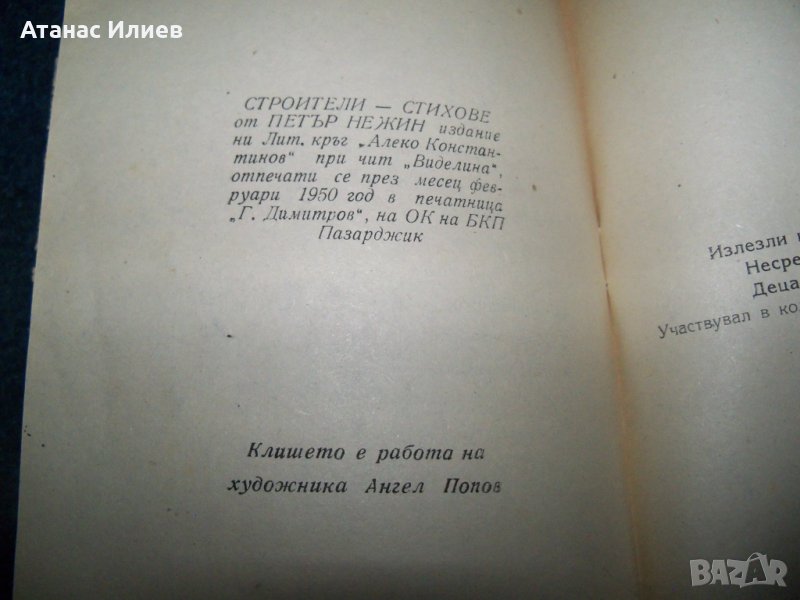 Атанас Илиев
СТРОИТЕЛИ — СТИХОВЕ
от ПЕТЪР НЕЖИН издание
ни Лит. кръг „Алеко Констан-
тинов“ при чит „Виделина“,
отпечати се през месец фев-
руари 1950 год в печатница
„Г. Димитров“, на ОК на БКП
Пазарджик
Клишето е работа на
художника Ангел Попов
Излезли
Несре
Деца
Участвувал в ко
BAZAR